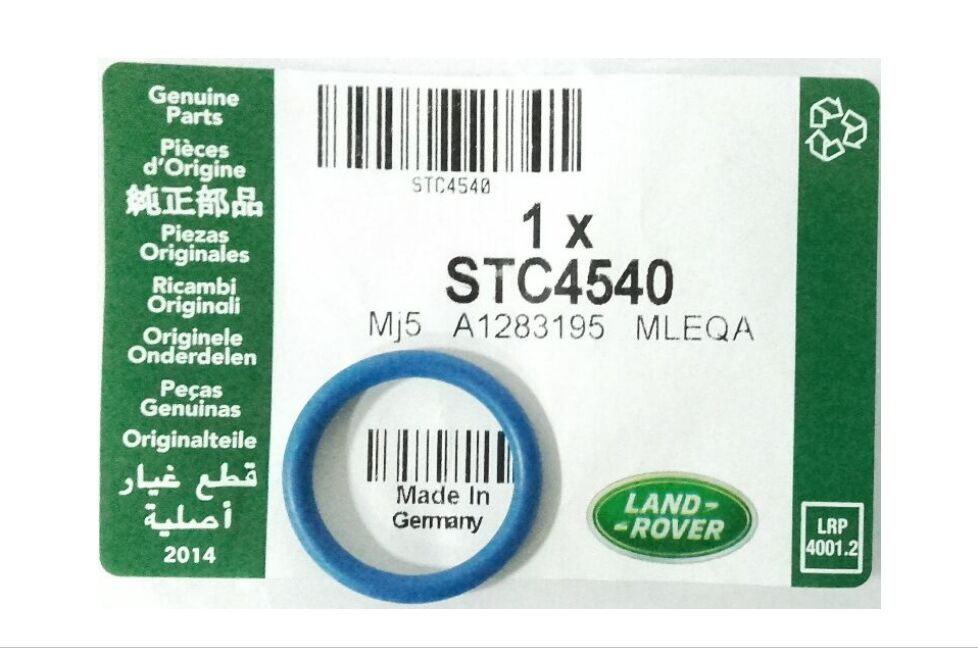 Genuine
Parts
Pièces
d'Origine
純正部品
Piezas
Originales
Ricambi
Originali
Originele
Onderdelen
Peças
Genuinas
Originalteile
قطع غيار
أصلية
2014
STC4540
1 x
STC4540
Mj5 A1283195 MLEQA
Made In
Germany
LAND-
-ROVER
LRP
4001.2